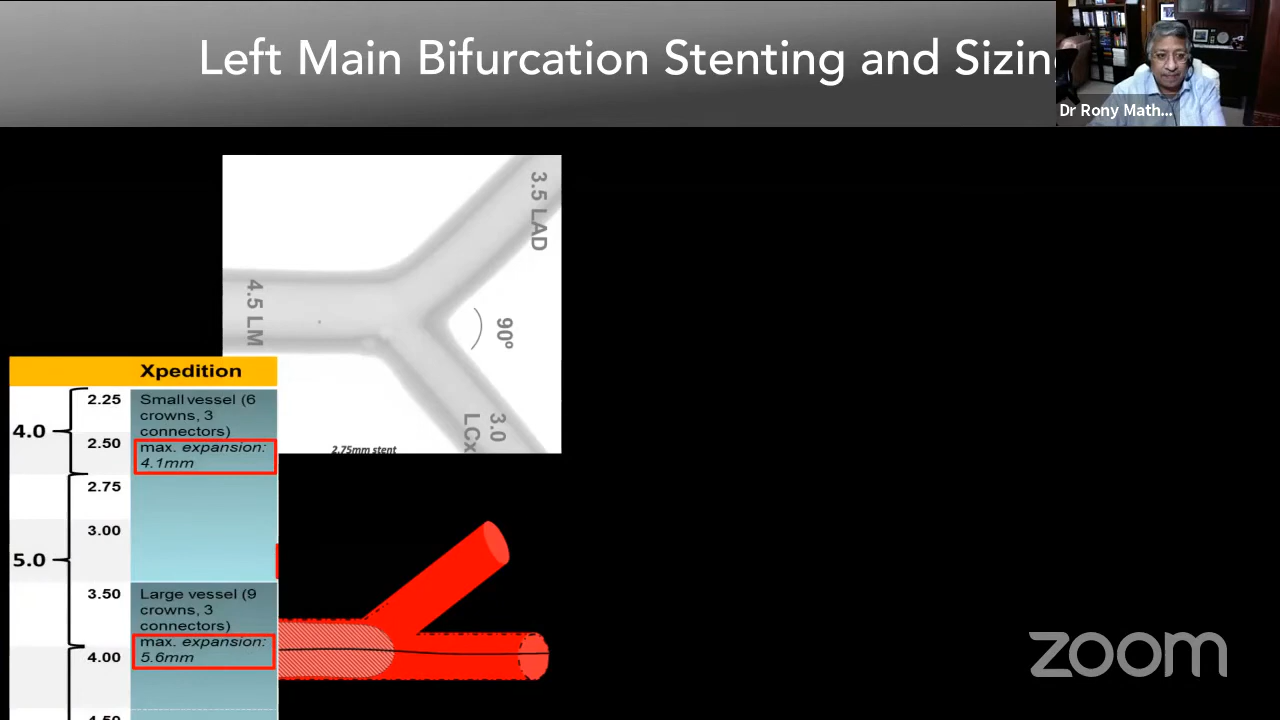 Left Main Bifurcation Stenting and Sizin
Dr Rony Math...
3.5 LAD
4.5 LM
90º
3.0
LCx
2.75mm stent
Xpedition
4.0
5.0
2.25
2.50
2.75
3.00
3.50
4.00
4.50
Small vessel (6
crowns, 3
connectors)
max. expansion:
4.1mm
Large vessel (9
crowns, 3
connectors)
max. expansion:
5.6mm
zoom